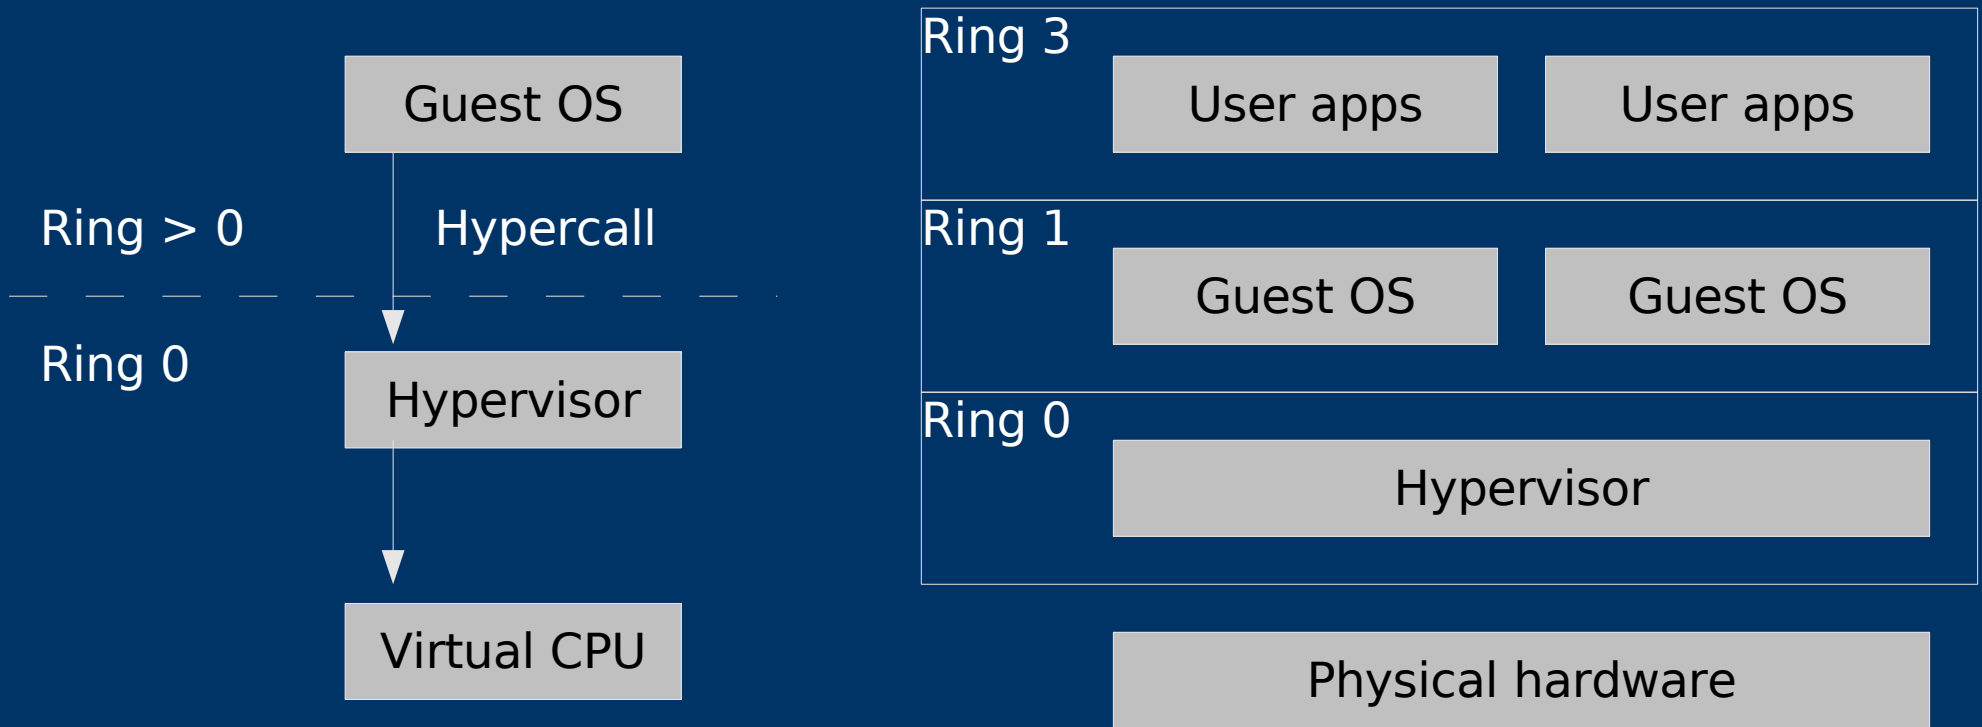 Guest OS
Ring > 0
Hypercall
Ring 0
Hypervisor
Virtual CPU
Ring 3
User apps
User apps
Ring 1
Guest OS
Guest OS
Ring 0
Hypervisor
Physical hardware